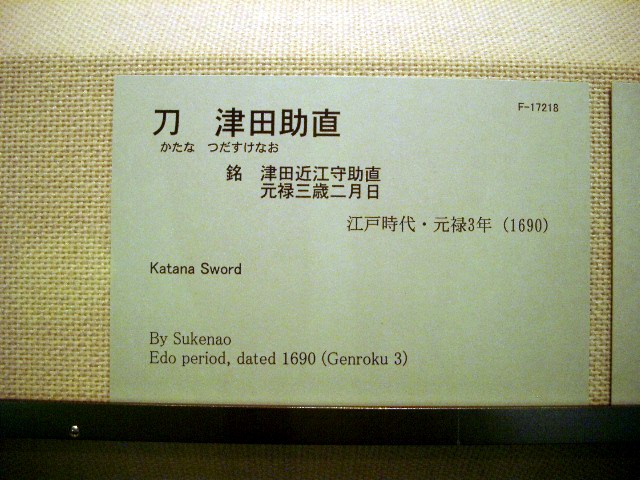 F-17218
刀 津田助直
かたな つだすけなお
銘 津田近江守助直
元禄三歳二月日
江戸時代・元禄3年 (1690)
Katana Sword
By Sukenao
Edo period, dated 1690 (Genroku 3)